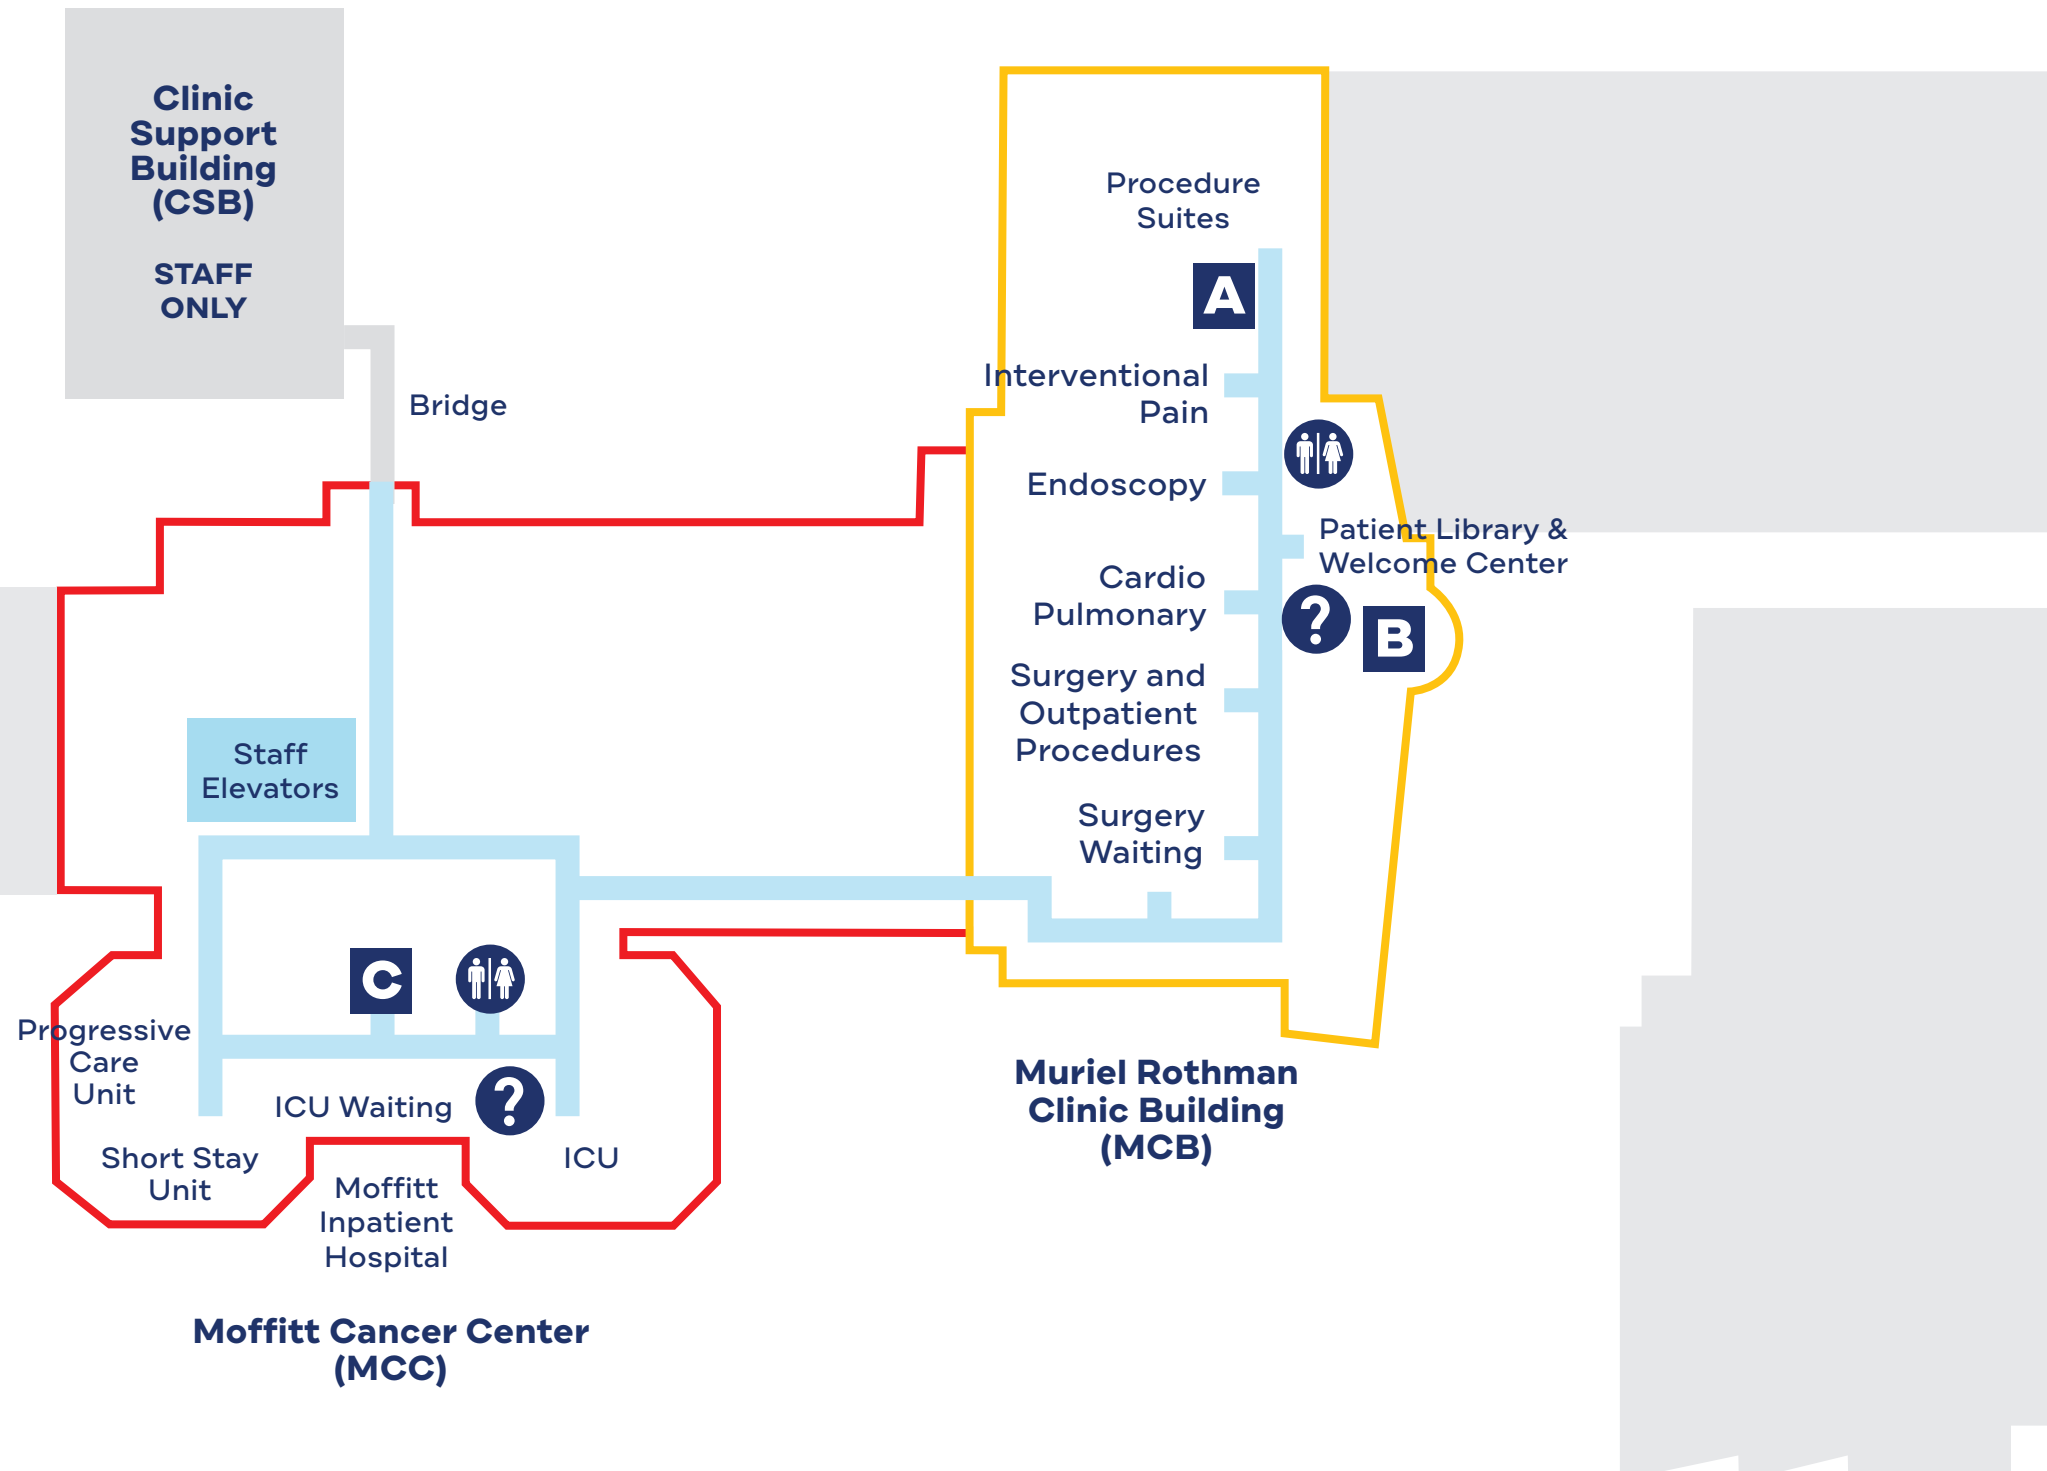 Clinic
Support
Building
(CSB)
STAFF
ONLY
Bridge
Procedure
Suites
A
Interventional
Pain
Endoscopy
Patient Library &
Welcome Center
Cardio
Pulmonary
?
B
Surgery and
Outpatient
Procedures
Surgery
Waiting
Staff
Elevators
C
Progressive
Care
Unit
ICU Waiting
?
Short Stay
Unit
ICU
Moffitt
Inpatient
Hospital
Moffitt Cancer Center
(MCC)
Muriel Rothman
Clinic Building
(MCB)